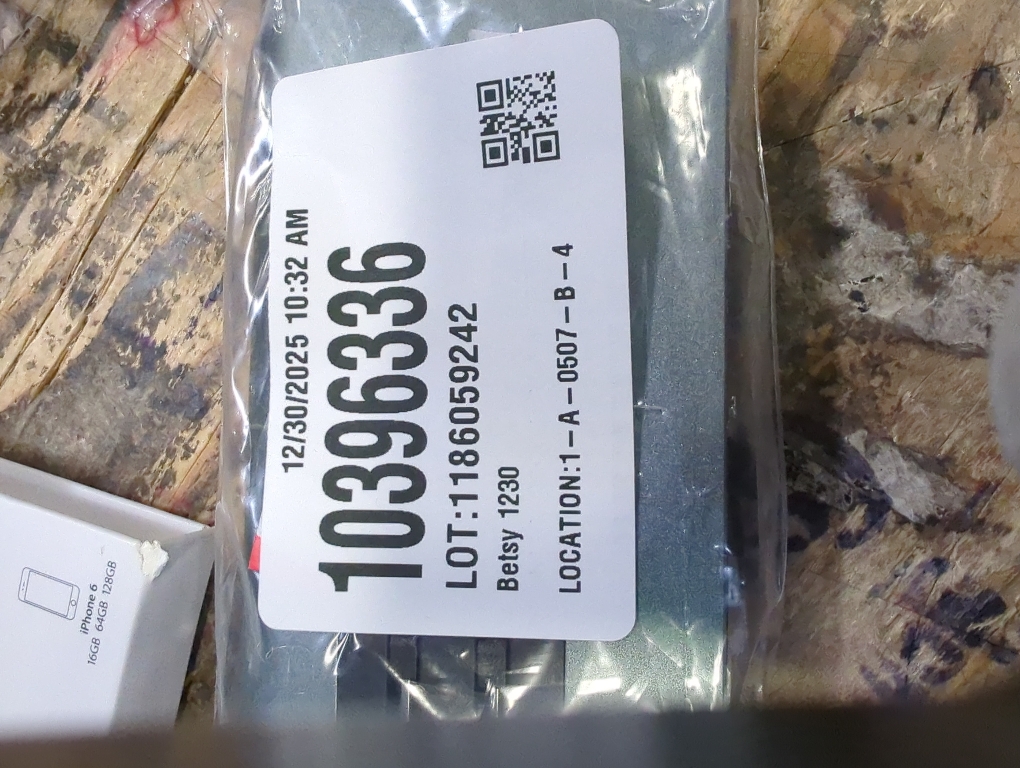 12/30/2025 10:32 AM
10396336
LOT:1186059242
Betsy 1230
LOCATION:1-A-0507-B-4
iPhone 6
16GB 64GB 128GB